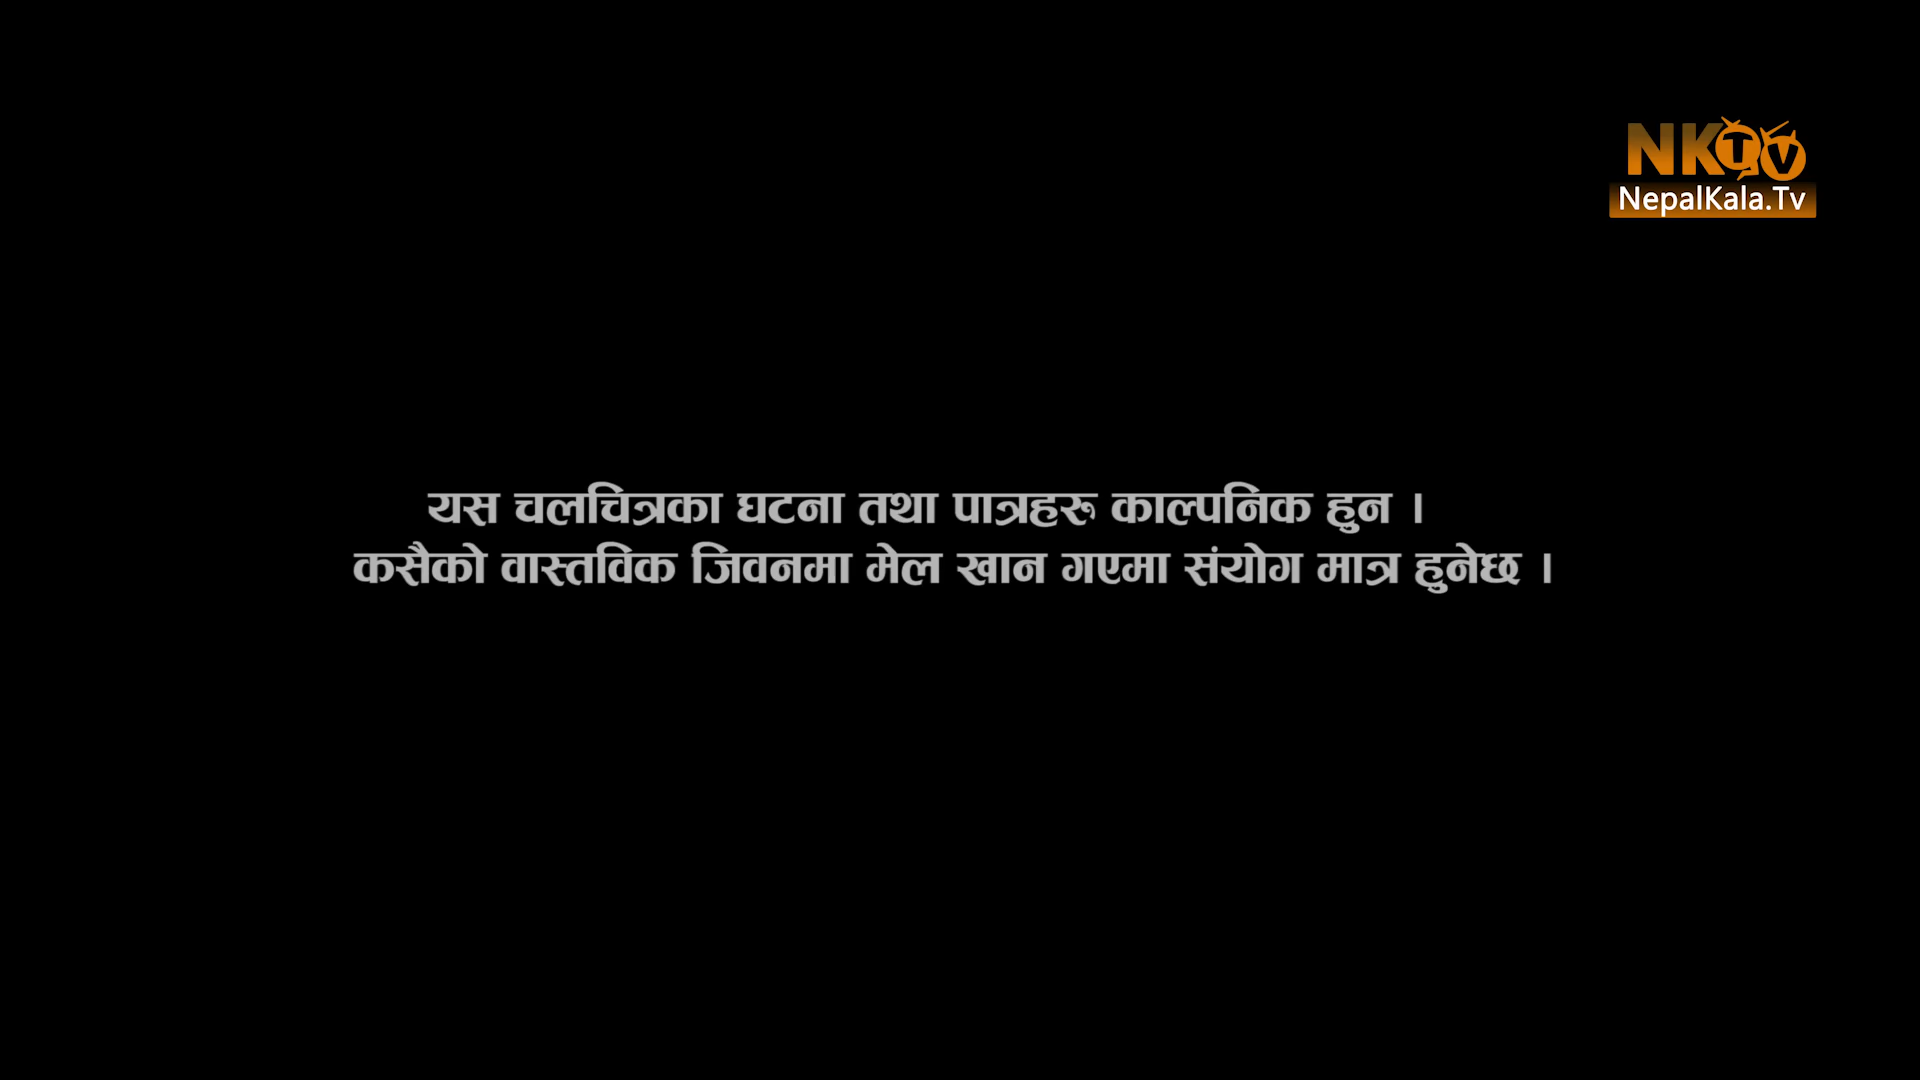 NKTV
NepalKala.Tv
यस चलचित्रका घटना तथा पात्रहरु काल्पनिक हुन ।
कसैको वास्तविक जिवनमा मेल खान गएमा संयोग मात्र हुनेछ ।